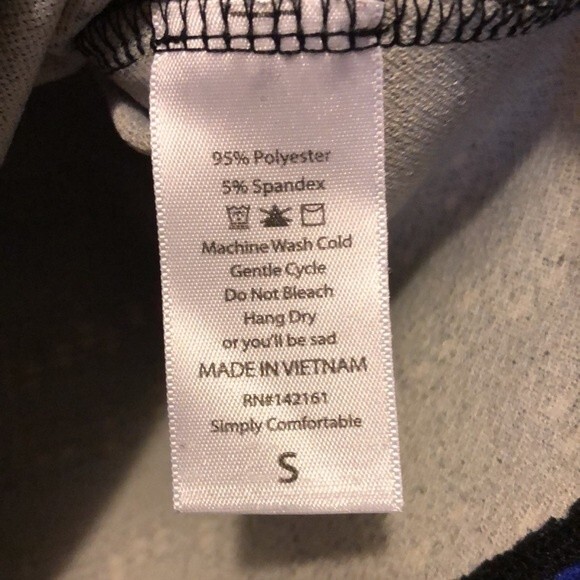 95% Polyester
5% Spandex
Machine Wash Cold
Gentle Cycle
Do Not Bleach
Hang Dry
or you'll be sad
MADE IN VIETNAM
RN#142161
Simply Comfortable
S